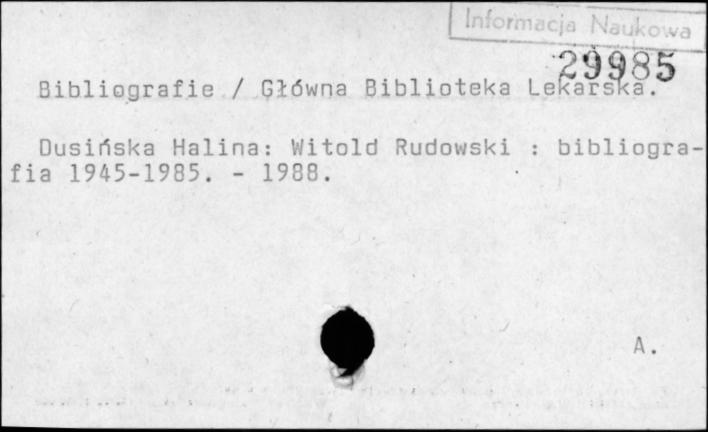 Informacja Naukowa
29985
Bibliografie / Główna Biblioteka Lekarska.
Dusińska Halina: Witold Rudowski : bibliogra-
fia 1945-1985. - 1988.
A.